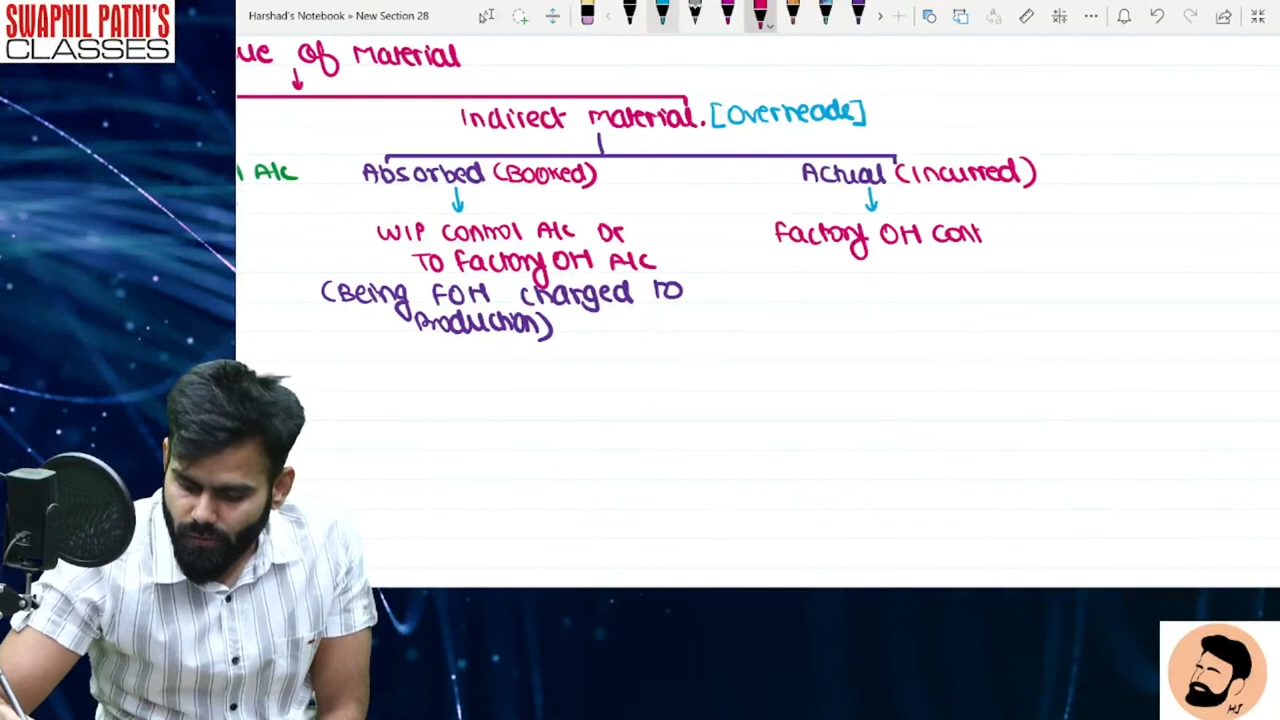 SWAPNIL PATNI'S
CLASSES
Harshad's Notebook » New Section 28
ue of Material
Indirect Material. [Overheads]
l A/c
Absorbed (Booked)
Actual (Incurred)
WIP Control A/c Dr
To Factory OH A/c
(Being FOH charged to
Production)
Factory OH Cont
HJ